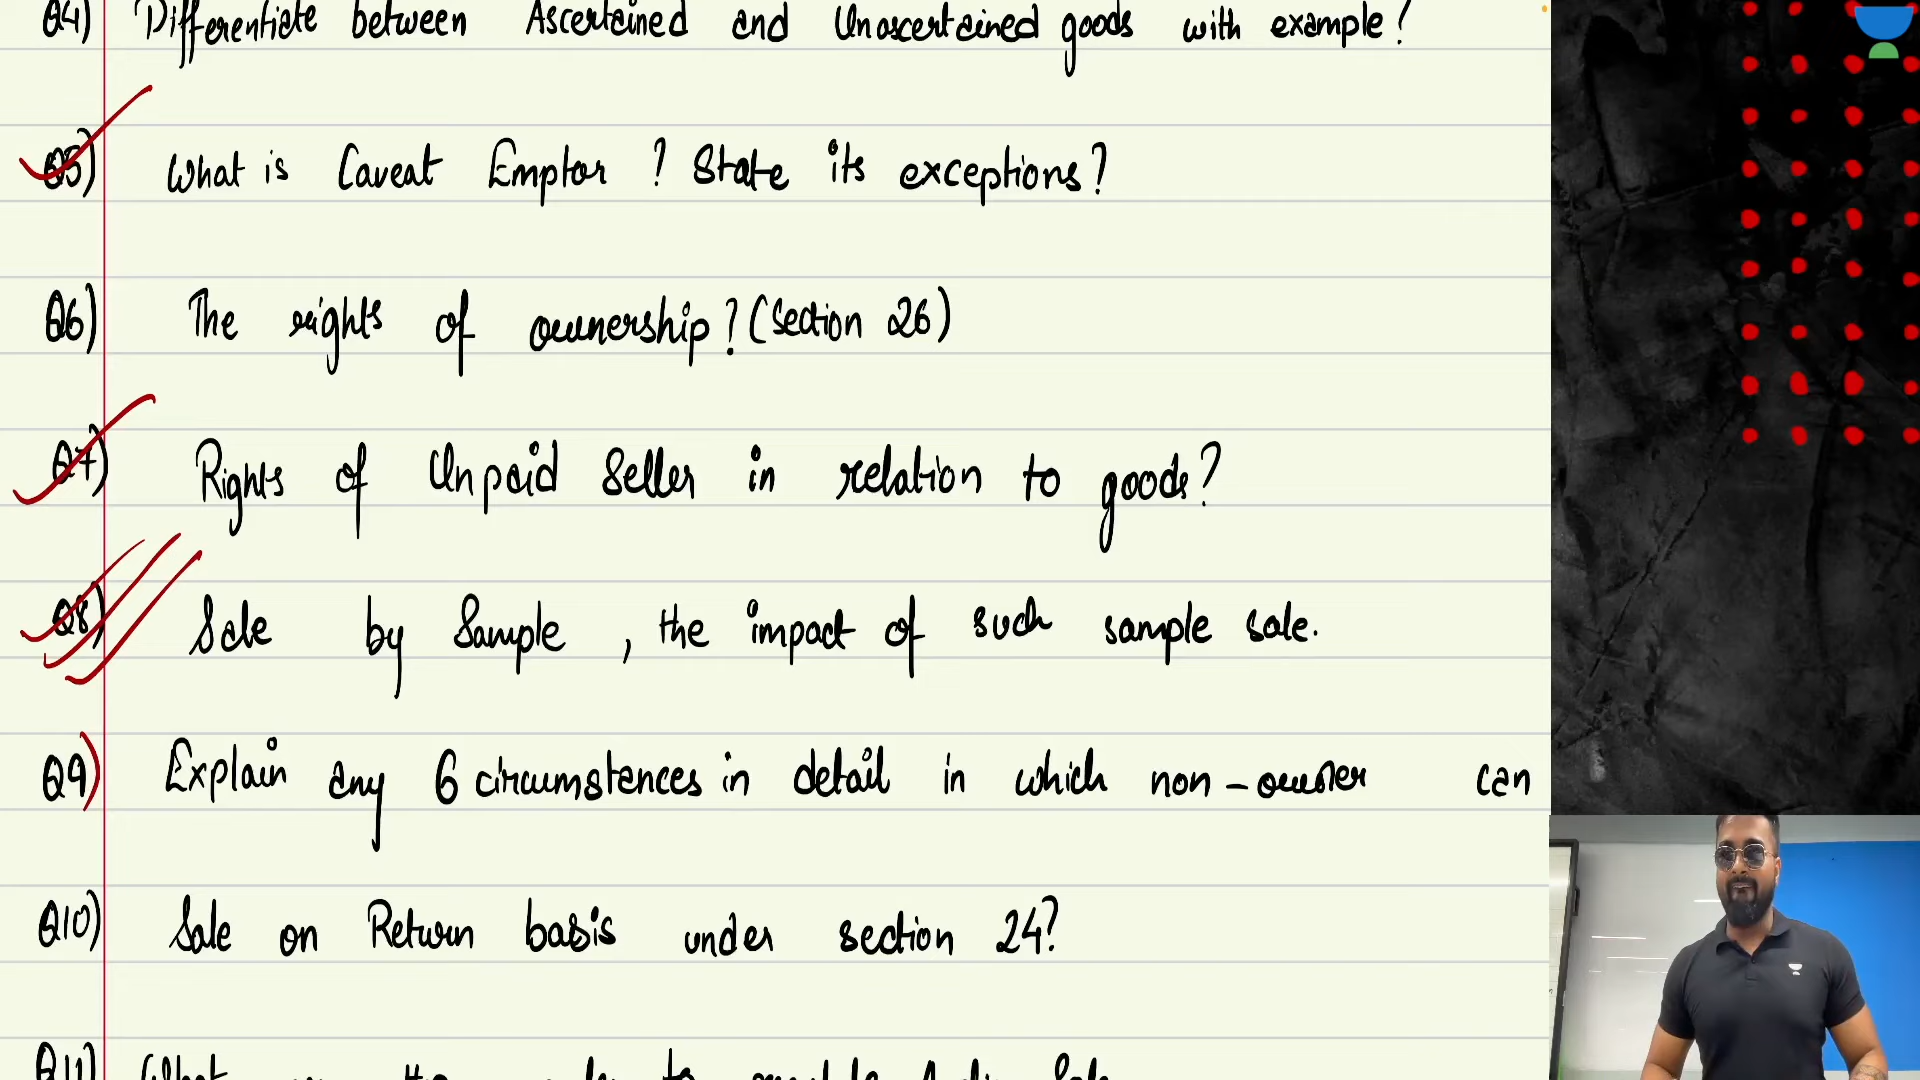 Q4) Differentiate between Ascertained and Unascertained goods with example?
Q5) What is Caveat Emptor ? State its exceptions?
Q6) The rights of ownership? (Section 26)
Q7) Rights of Unpaid Seller in relation to goods?
Q8) Sale by Sample , the impact of such sample sale.
Q9) Explain any 6 circumstances in detail in which non-owner can
Q10) Sale on Return basis under section 24?
Q11) What